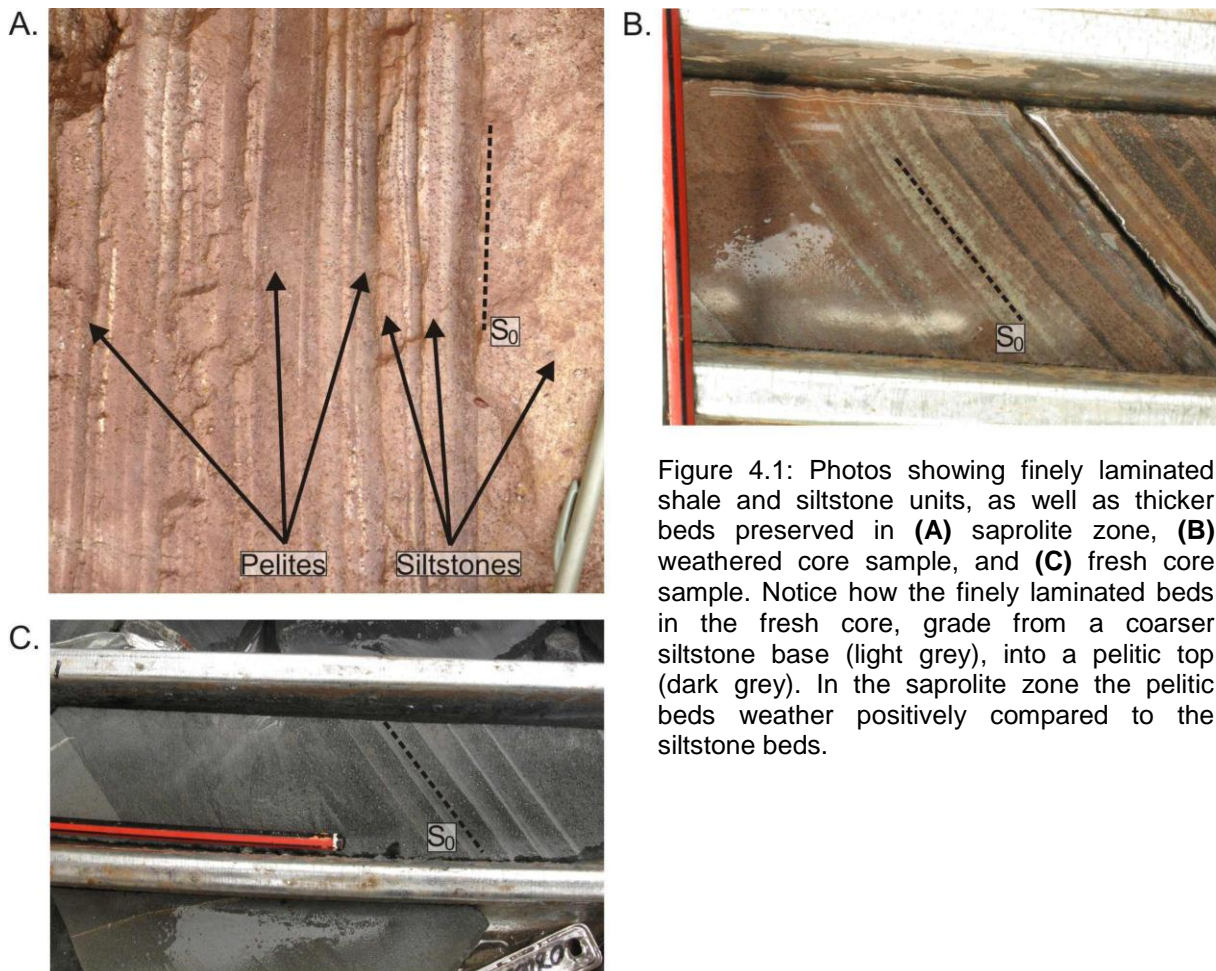 A.
B.
S0
Pelites
Siltstones
S0
Figure 4.1: Photos showing finely laminated
shale and siltstone units, as well as thicker
beds preserved in (A) saprolite zone, (B)
weathered core sample, and (C) fresh core
sample. Notice how the finely laminated beds
in the fresh core, grade from a coarser
siltstone base (light grey), into a pelitic top
(dark grey). In the saprolite zone the pelitic
beds weather positively compared to the
siltstone beds.
C.
S0